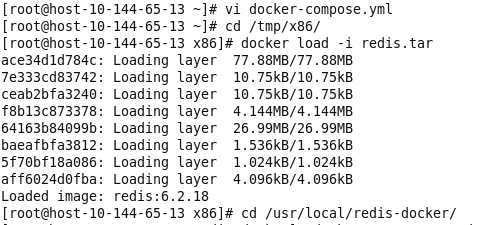 [root@host-10-144-65-13 ~]# vi docker-compose.yml
[root@host-10-144-65-13 ~]# cd /tmp/x86/
[root@host-10-144-65-13 x86]# docker load -i redis.tar
ace34d1d784c: Loading layer  77.88MB/77.88MB
7e333cd83742: Loading layer  10.75kB/10.75kB
ceab2bfa3240: Loading layer  10.75kB/10.75kB
f8b13c873378: Loading layer  4.144MB/4.144MB
64163b84099b: Loading layer  26.99MB/26.99MB
baeafbfa3812: Loading layer  1.536kB/1.536kB
5f70bf18a086: Loading layer  1.024kB/1.024kB
aff6024d0fba: Loading layer  4.096kB/4.096kB
Loaded image: redis:6.2.18
[root@host-10-144-65-13 x86]# cd /usr/local/redis-docker/